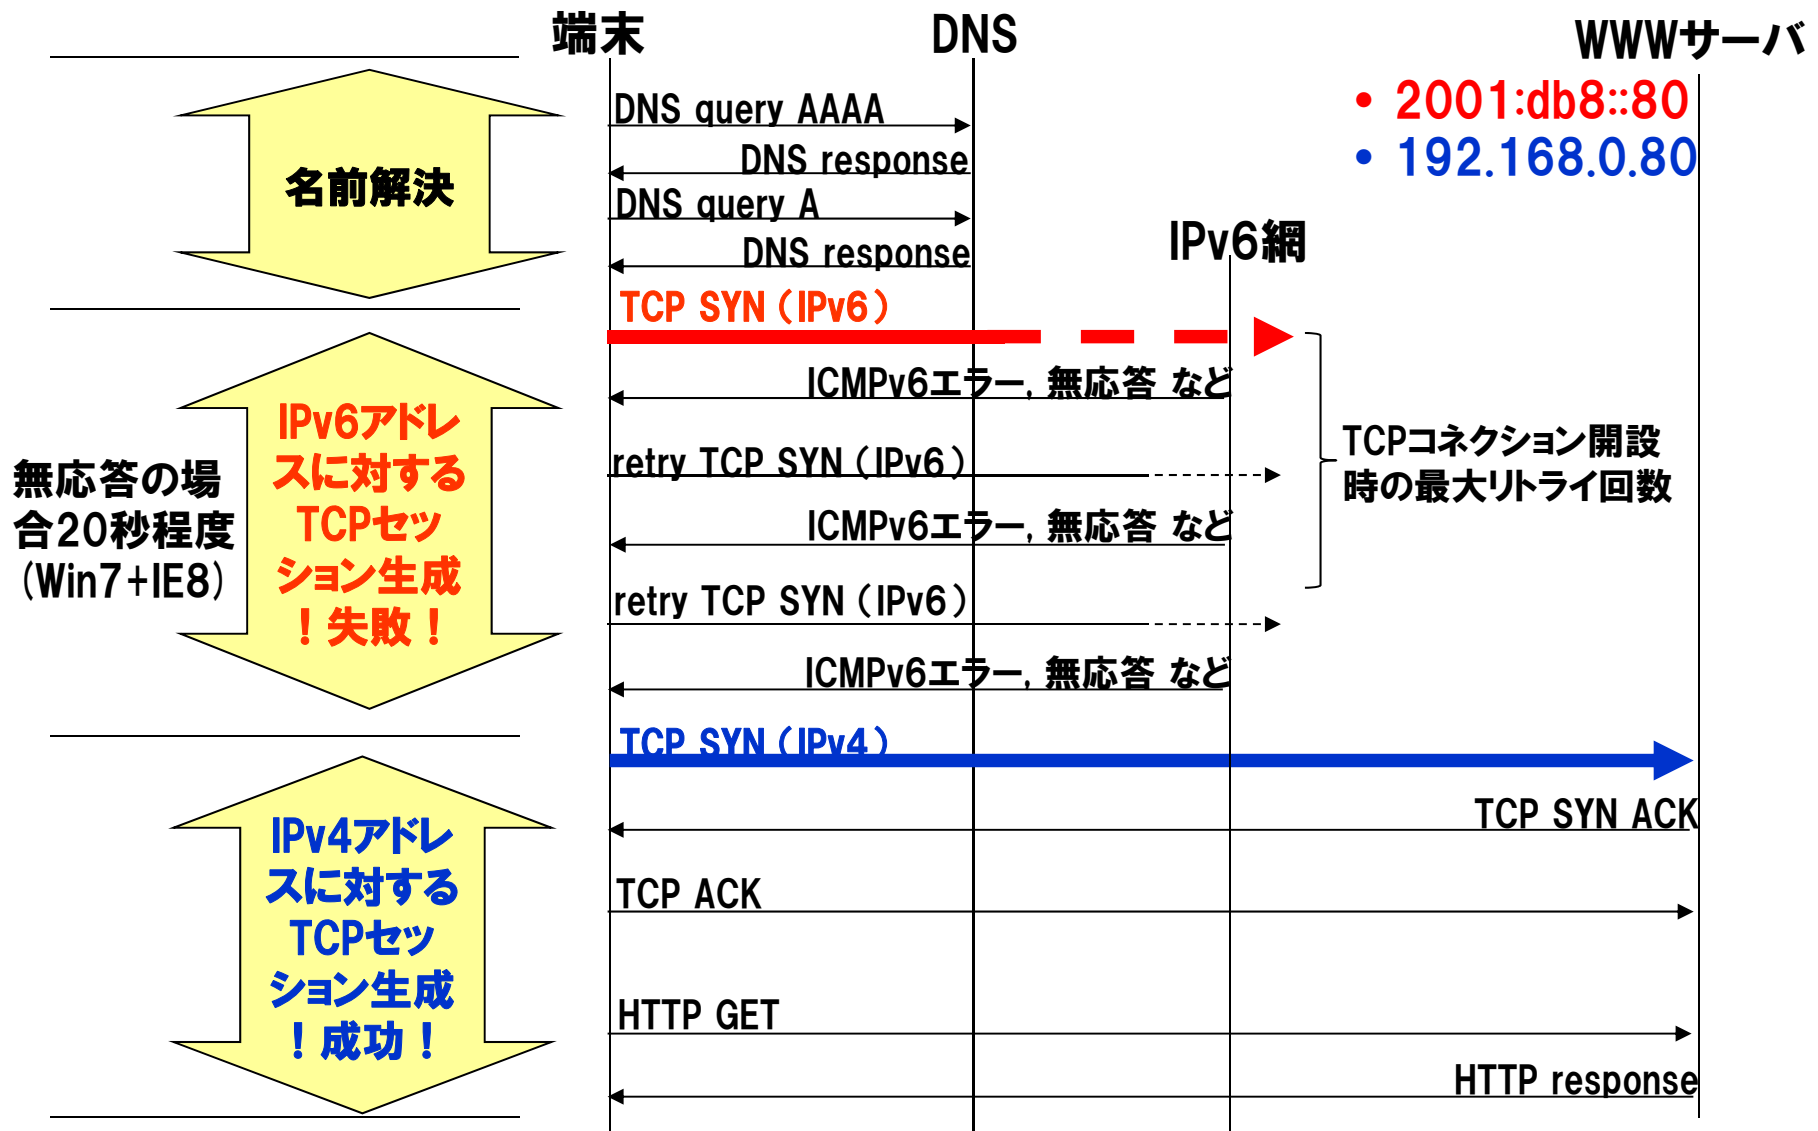 端末
DNS
WWWサーバ
• 2001:db8::80
• 192.168.0.80
DNS query AAAA
DNS response
名前解決
DNS query A
DNS response
IPv6網
TCP SYN（IPv6）
ICMPv6エラー, 無応答 など
IPv6アドレ
スに対する
TCPセッ
ション生成
！失敗！
無応答の場
合20秒程度
（Win7+IE8）
retry TCP SYN（IPv6）
TCPコネクション開設
時の最大リトライ回数
ICMPv6エラー, 無応答 など
retry TCP SYN（IPv6）
ICMPv6エラー, 無応答 など
TCP SYN（IPv4）
TCP SYN ACK
IPv4アドレ
スに対する
TCPセッ
ション生成
！成功！
TCP ACK
HTTP GET
HTTP response